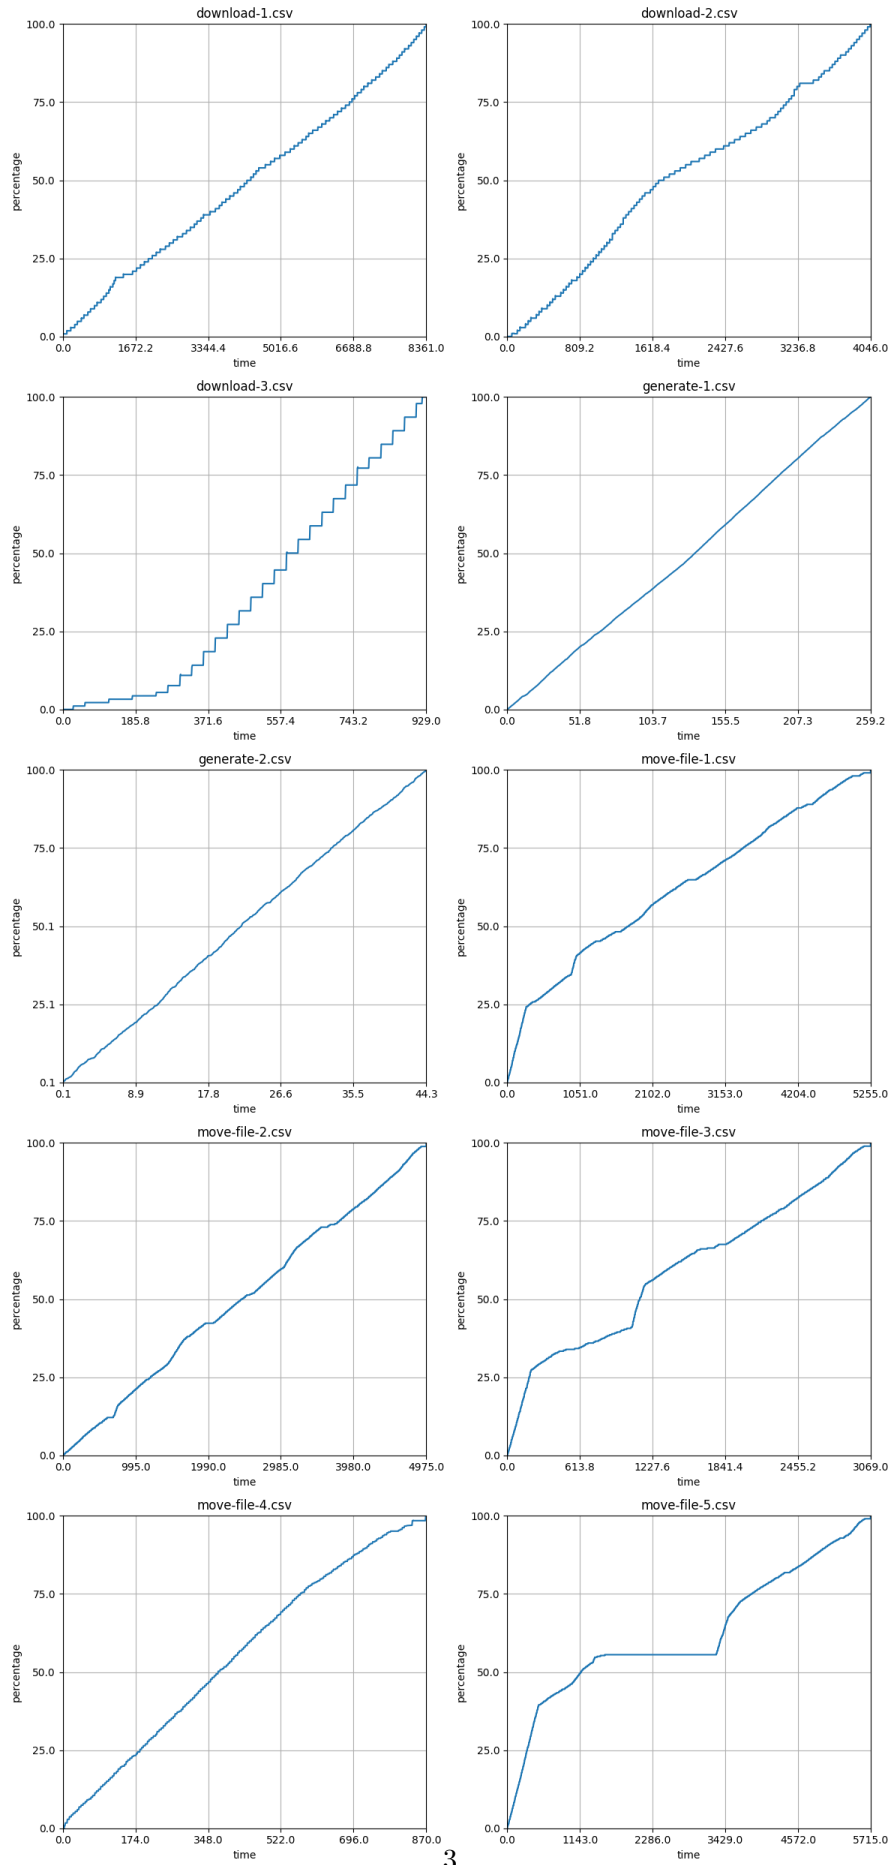 download-1.csv
100.0
75.0
50.0
25.0
0.0
percentage
0.0 1672.2 3344.4 5016.6 6688.8 8361.0
time
download-2.csv
100.0
75.0
50.0
25.0
0.0
percentage
0.0 809.2 1618.4 2427.6 3236.8 4046.0
time
download-3.csv
100.0
75.0
50.0
25.0
0.0
percentage
0.0 185.8 371.6 557.4 743.2 929.0
time
generate-1.csv
100.0
75.0
50.0
25.0
0.0
percentage
0.0 51.8 103.7 155.5 207.3 259.2
time
generate-2.csv
100.0
75.0
50.1
25.1
0.1
percentage
0.1 8.9 17.8 26.6 35.5 44.3
time
move-file-1.csv
100.0
75.0
50.0
25.0
0.0
percentage
0.0 1051.0 2102.0 3153.0 4204.0 5255.0
time
move-file-2.csv
100.0
75.0
50.0
25.0
0.0
percentage
0.0 995.0 1990.0 2985.0 3980.0 4975.0
time
move-file-3.csv
100.0
75.0
50.0
25.0
0.0
percentage
0.0 613.8 1227.6 1841.4 2455.2 3069.0
time
move-file-4.csv
100.0
75.0
50.0
25.0
0.0
percentage
0.0 174.0 348.0 522.0 696.0 870.0
time
move-file-5.csv
100.0
75.0
50.0
25.0
0.0
percentage
0.0 1143.0 2286.0 3429.0 4572.0 5715.0
time
3